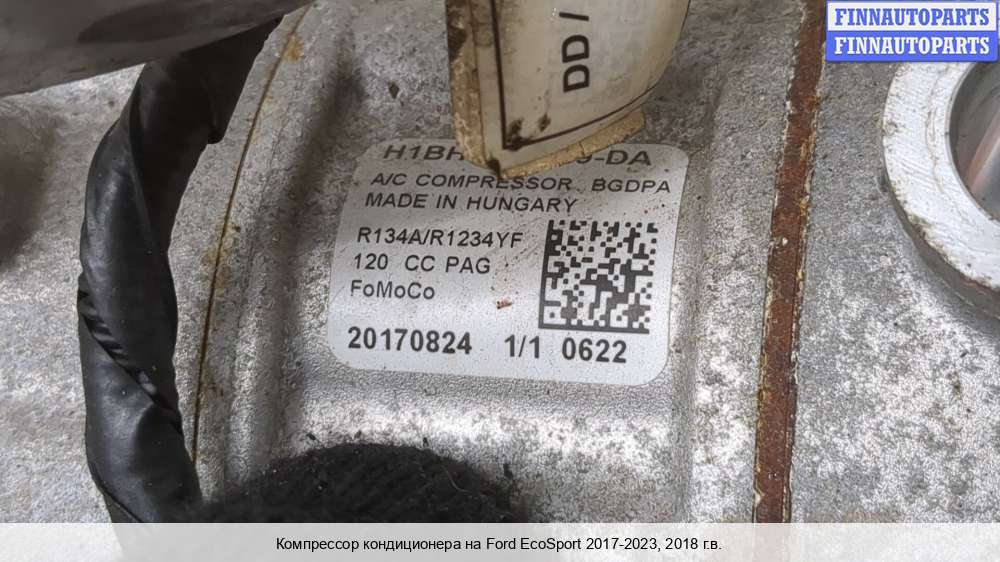 FINNAUTOPARTS
FINNAUTOPARTS
DD /
A/C COMPRESSOR BGDPA
MADE IN HUNGARY
R134A/R1234YF
120 CC PAG
FoMoCo
20170824 1/1 0622
Компрессор кондиционера на Ford EcoSport 2017-2023, 2018 г.в.